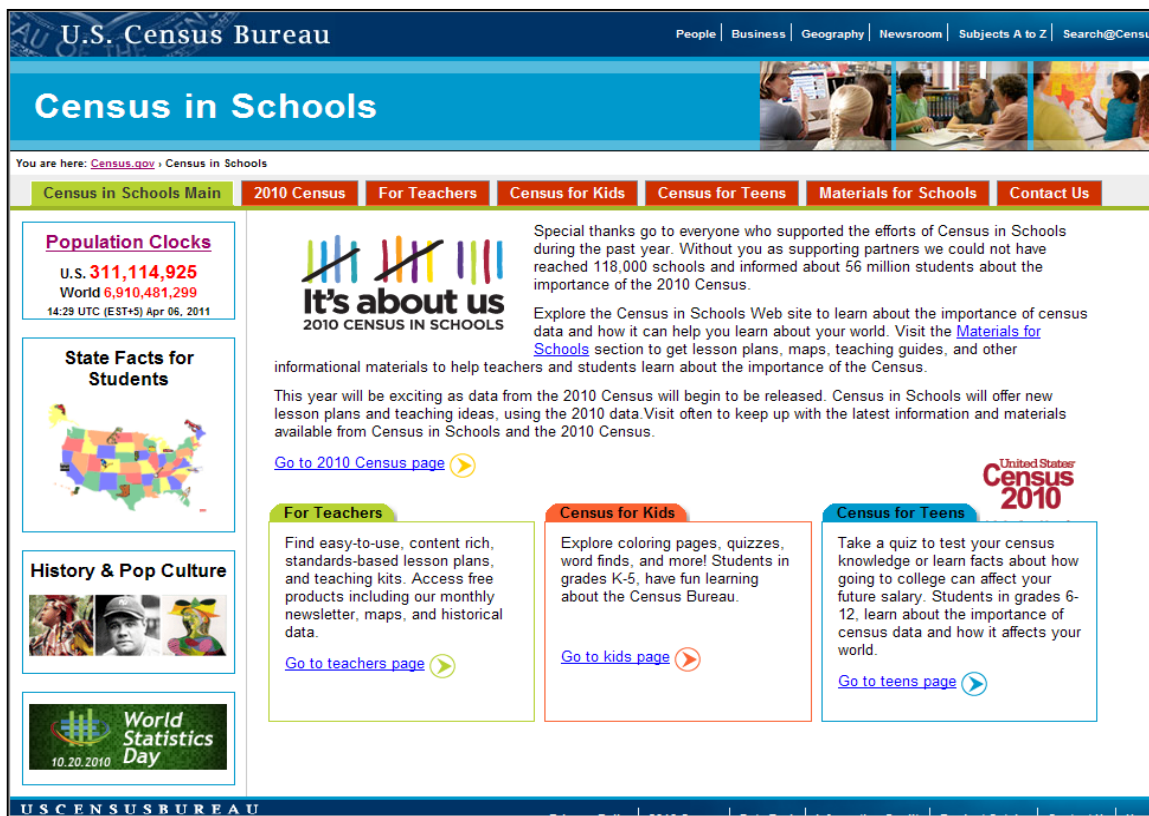 U.S. Census Bureau
People | Business | Geography | Newsroom | Subjects A to Z |
Census in Schools
You are here: Census.gov › Census in Schools
Census in Schools Main
2010 Census
For Teachers
Census for Kids
Census for Teens
Materials for Schools
Contact Us
Population Clocks
U.S. 311,114,925
World 6,910,481,299
14:29 UTC (EST+5) Apr 06, 2011
State Facts for
Students
History & Pop Culture
World
Statistics
10.20.2010 Day
It's about us
2010 CENSUS IN SCHOOLS
Special thanks go to everyone who supported the efforts of Census in Schools
during the past year. Without you as supporting partners we could not have
reached 118,000 schools and informed about 56 million students about the
importance of the 2010 Census.
Explore the Census in Schools Web site to learn about the importance of census
data and how it can help you learn about your world. Visit the Materials for
Schools section to get lesson plans, maps, teaching guides, and other
informational materials to help teachers and students learn about the importance of the Census.
This year will be exciting as data from the 2010 Census will begin to be released. Census in Schools will offer new
lesson plans and teaching ideas, using the 2010 data.Visit often to keep up with the latest information and materials
available from Census in Schools and the 2010 Census.
Go to 2010 Census page
United States
Census
2010
For Teachers
Find easy-to-use, content rich,
standards-based lesson plans,
and teaching kits. Access free
products including our monthly
newsletter, maps, and historical
data.
Go to teachers page
Census for Kids
Explore coloring pages, quizzes,
word finds, and more! Students in
grades K-5, have fun learning
about the Census Bureau.
Go to kids page
Census for Teens
Take a quiz to test your census
knowledge or learn facts about how
going to college can affect your
future salary. Students in grades 6-
12, learn about the importance of
census data and how it affects your
world.
Go to teens page
USCENSUSBUREAU